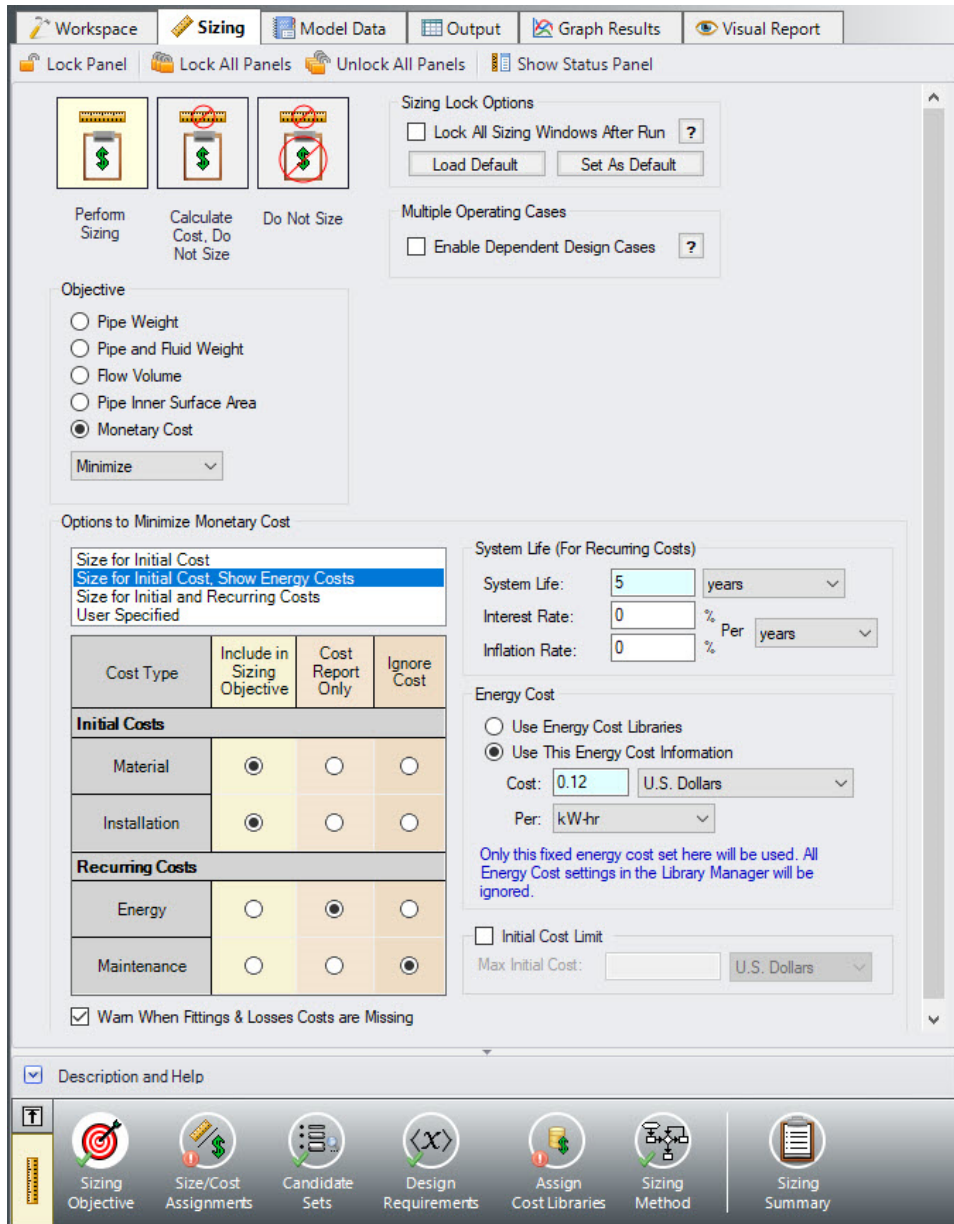 Workspace
Sizing
Model Data
Output
Graph Results
Visual Report
Lock Panel
Lock All Panels
Unlock All Panels
Show Status Panel
Perform
Sizing
Calculate
Cost, Do
Not Size
Do Not Size
Sizing Lock Options
Lock All Sizing Windows After Run
?
Load Default
Set As Default
Multiple Operating Cases
Enable Dependent Design Cases
?
Objective
Pipe Weight
Pipe and Fluid Weight
Flow Volume
Pipe Inner Surface Area
Monetary Cost
Minimize
Options to Minimize Monetary Cost
Size for Initial Cost
Size for Initial Cost, Show Energy Costs
Size for Initial and Recurring Costs
User Specified
Cost Type
Include in
Sizing
Objective
Cost
Report
Only
Ignore
Cost
Initial Costs
Material
Installation
Recurring Costs
Energy
Maintenance
Warn When Fittings & Losses Costs are Missing
System Life (For Recurring Costs)
System Life: 5 years
Interest Rate: 0 %
Inflation Rate: 0 %
Per years
Energy Cost
Use Energy Cost Libraries
Use This Energy Cost Information
Cost: 0.12 U.S. Dollars
Per: kW-hr
Only this fixed energy cost set here will be used. All
Energy Cost settings in the Library Manager will be
ignored.
Initial Cost Limit
Max Initial Cost: U.S. Dollars
Description and Help
Sizing
Objective
Size/Cost
Assignments
Candidate
Sets
Design
Requirements
Assign
Cost Libraries
Sizing
Method
Sizing
Summary